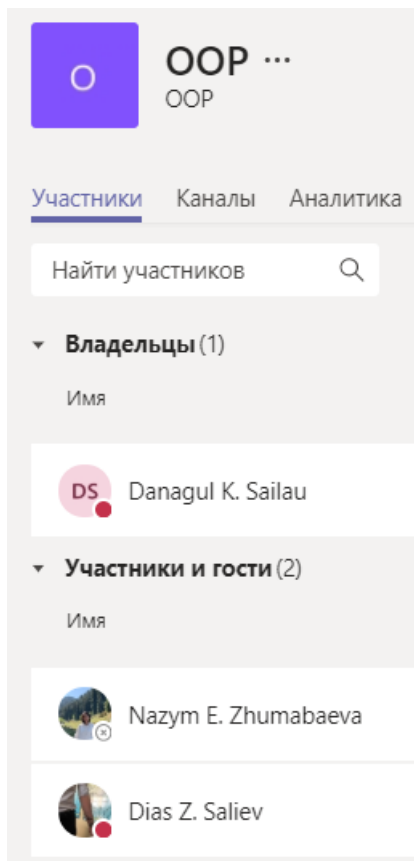 O
OOP ...
OOP
Участники Каналы Аналитика
Найти участников
Владельцы (1)
Имя
DS Danagul K. Sailau
Участники и гости (2)
Имя
Nazym E. Zhumabaeva
Dias Z. Saliev